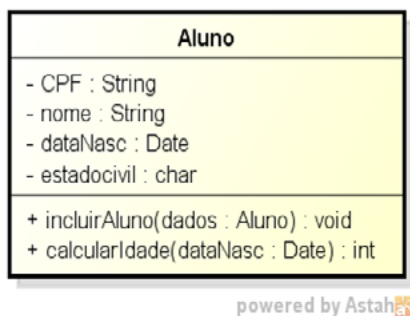 Aluno
- CPF : String
- nome : String
- dataNasc : Date
- estadocivil : char
+ incluirAluno(dados : Aluno) : void
+ calcularIdade(dataNasc : Date) : int
powered by Astah